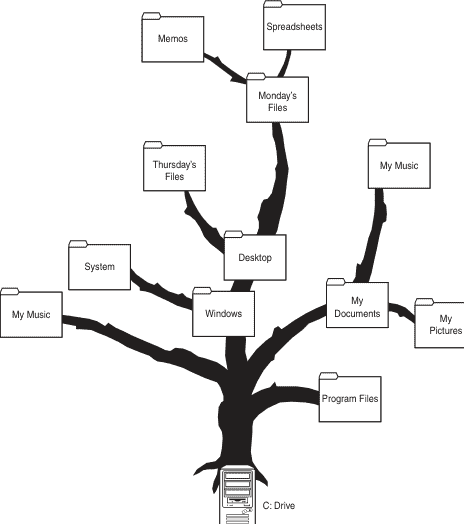 Spreadsheets
Memos
Monday's
Files
Thursday's
Files
My Music
Desktop
System
My Music
Windows
My
Documents
My
Pictures
Program Files
C: Drive